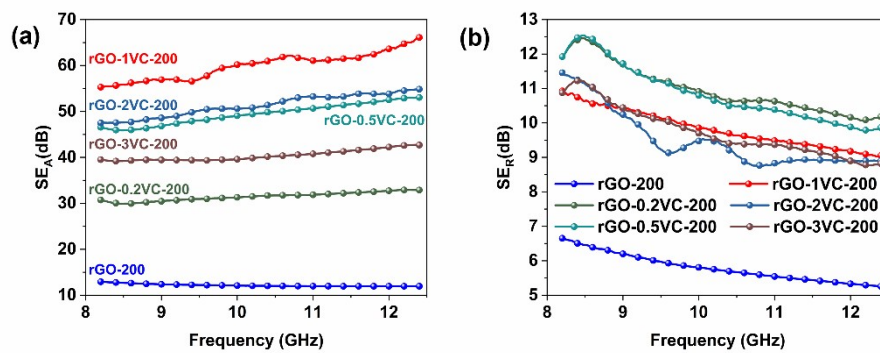 (a)
70
60
50
40
30
20
10
SE_A(dB)
rGO-1VC-200
rGO-2VC-200
rGO-0.5VC-200
rGO-3VC-200
rGO-0.2VC-200
rGO-200
8 9 10 11 12
Frequency (GHz)
(b)
13
12
11
10
9
8
7
6
5
SE_R(dB)
rGO-200 rGO-1VC-200
rGO-0.2VC-200 rGO-2VC-200
rGO-0.5VC-200 rGO-3VC-200
8 9 10 11 12
Frequency (GHz)